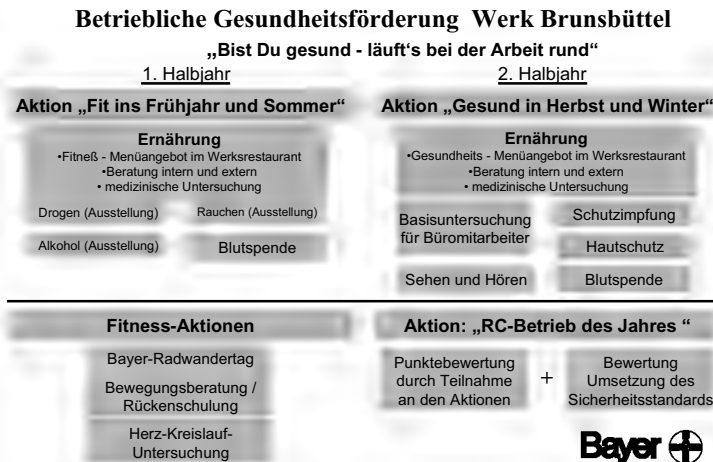 Betriebliche Gesundheitsförderung Werk Brunsbüttel
„Bist Du gesund - läuft‘s bei der Arbeit rund“
1. Halbjahr
Aktion „Fit ins Frühjahr und Sommer“
Ernährung
•Fitneß - Menüangebot im Werksrestaurant
•Beratung intern und extern
• medizinische Untersuchung
Drogen (Ausstellung)
Rauchen (Ausstellung)
Alkohol (Ausstellung)
Blutspende
2. Halbjahr
Aktion „Gesund in Herbst und Winter“
Ernährung
•Gesundheits - Menüangebot im Werksrestaurant
•Beratung intern und extern
• medizinische Untersuchung
Basisuntersuchung
für Büromitarbeiter
Schutzimpfung
Hautschutz
Sehen und Hören
Blutspende
Fitness-Aktionen
Bayer-Radwandertag
Bewegungsberatung /
Rückenschulung
Herz-Kreislauf-
Untersuchung
Aktion: „RC-Betrieb des Jahres “
Punktebewertung
durch Teilnahme
an den Aktionen
+
Bewertung
Umsetzung des
Sicherheitsstandards
Bayer